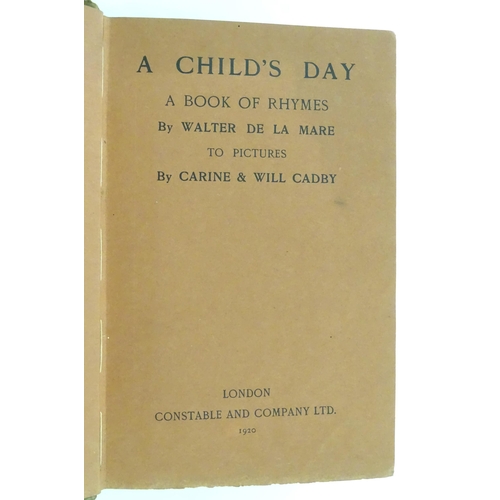 A CHILD'S DAY
A BOOK OF RHYMES
By WALTER DE LA MARE
TO PICTURES
By CARINE & WILL CADBY
LONDON
CONSTABLE AND COMPANY LTD.
1920